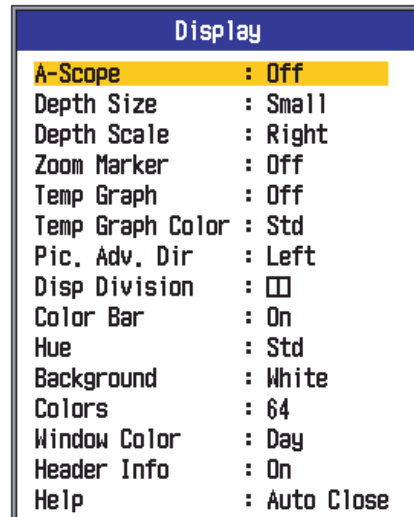 Display
A-Scope : Off
Depth Size : Small
Depth Scale : Right
Zoom Marker : Off
Temp Graph : Off
Temp Graph Color : Std
Pic. Adv. Dir : Left
Disp Division :
Color Bar : On
Hue : Std
Background : White
Colors : 64
Window Color : Day
Header Info : On
Help : Auto Close